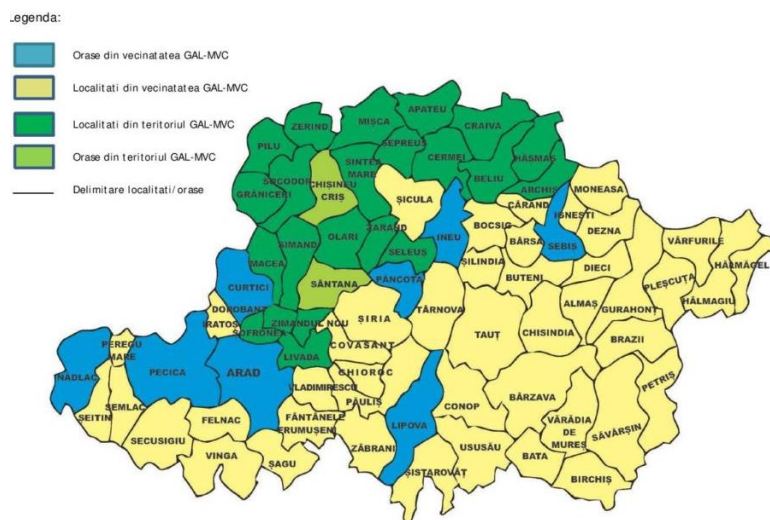 Legenda:
Orase din vecinatatea GAL-MVC
Localitati din vecinatatea GAL-MVC
Localitati din teritoriul GAL-MVC
Orase din teritoriul GAL-MVC
Delimitare localitati/orase
APATEU
MIȘCA
CRAIVA
ZERIND
SEPREUȘ
PILU
CERMEI
HĂSMAȘ
SINTEA
MARE
SOCODOR
CHIȘINEU
CRIȘ
BELIU
GRĂNICERI
ARCHIȘ
MONEASA
ȘICULA
CĂRAND
IGNEȘTI
ZĂRAND
BOCSIG
DEZNA
OLARI
INEU
SIMAND
BÂRSA
SEBIȘ
VÂRFURILE
SELEUȘ
MACEA
ȘILINDIA
DIECI
HĂLMĂGEL
PÂNCOTA
BUTENI
SÂNTANA
CURTICI
PLEȘCUȚA
HĂLMAGIU
ALMAȘ
DOROBANȚ
TÂRNOVA
GURAHONȚ
ȘIRIA
IRATOȘ
ZIMANDUL NOU
SOFRONEA
TAUȚ
CHISINDIA
BRAZII
PEREGU
MARE
COVASANȚ
LIVADA
PECICA
ARAD
GHIOROC
NĂDLAC
VLADIMIRESCU
PETRIȘ
BÂRZAVA
PĂULIȘ
SEMLAC
CONOP
LIPOVA
SEITIN
FELNAC
FÂNTÂNELE
FRUMUȘENI
VĂRĂDIA
DE
MUREȘ
SĂVÂRȘIN
SECUSIGIU
ZĂBRANI
USUSĂU
BATA
VINGA
ȘAGU
ȘISTAROVĂȚ
BIRCHIȘ